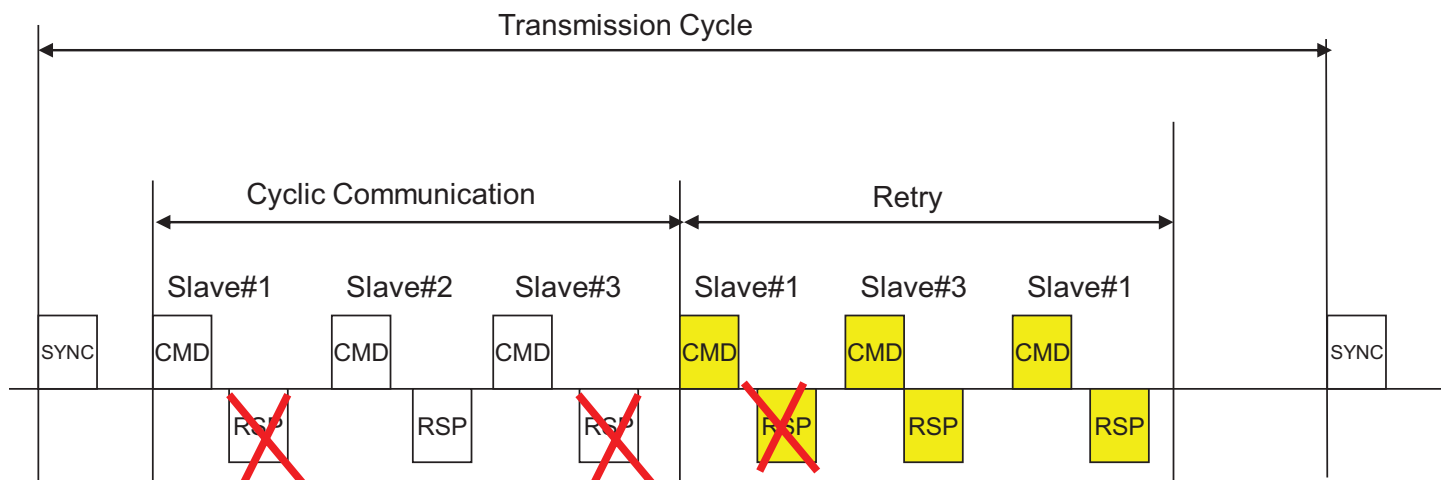 Transmission Cycle
Cyclic Communication Retry
Slave#1 Slave#2 Slave#3 Slave#1 Slave#3 Slave#1
SYNC CMD CMD CMD CMD CMD CMD SYNC
RSP RSP RSP RSP RSP RSP